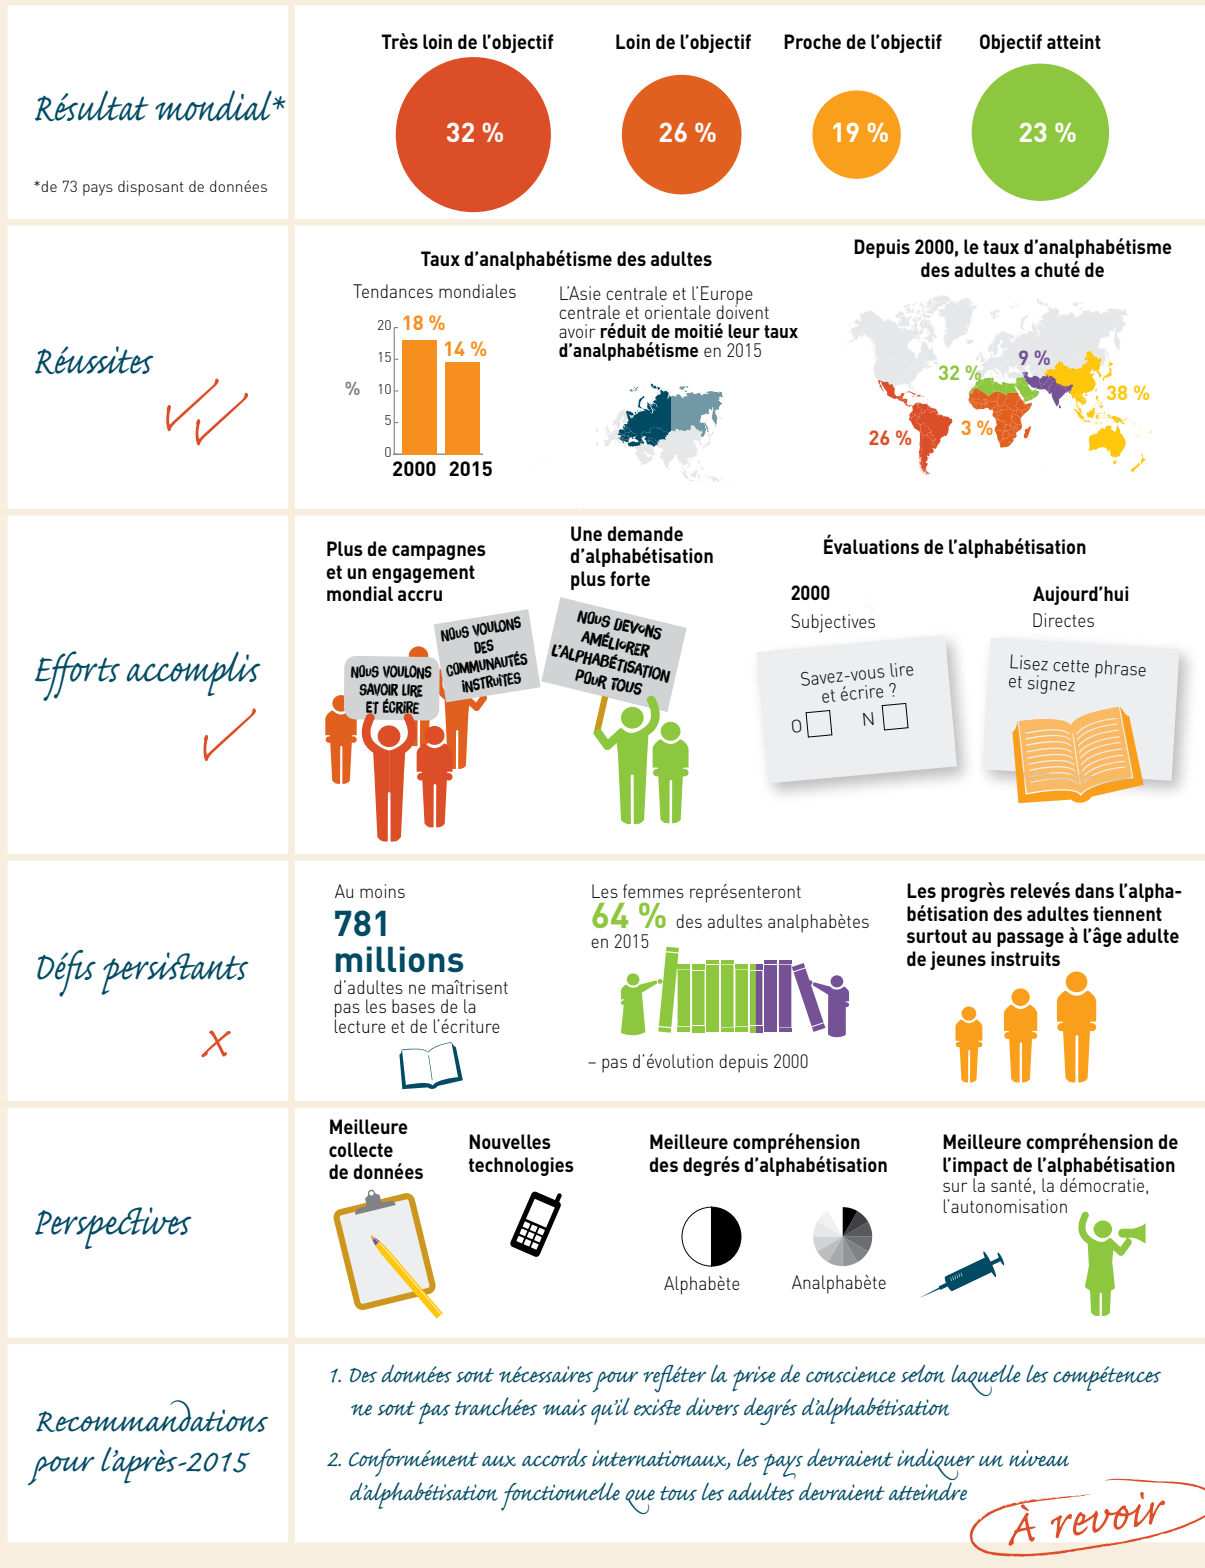 Résultat mondial*
*de 73 pays disposant de données
Très loin de l'objectif
32 %
Loin de l'objectif
26 %
Proche de l'objectif
19 %
Objectif atteint
23 %
Réussites
Taux d'analphabétisme des adultes
Tendances mondiales
%
20
15
10
5
0
18 %
14 %
2000 2015
L'Asie centrale et l'Europe
centrale et orientale doivent
avoir réduit de moitié leur taux
d'analphabétisme en 2015
Depuis 2000, le taux d'analphabétisme
des adultes a chuté de
9 %
32 %
38 %
3 %
26 %
Efforts accomplis
Plus de campagnes
et un engagement
mondial accru
NOUS VOULONS
SAVOIR LIRE
ET ÉCRIRE
NOUS VOULONS
DES
COMMUNAUTÉS
INSTRUITES
Une demande
d'alphabétisation
plus forte
NOUS DEVONS
AMÉLIORER
L'ALPHABÉTISATION
POUR TOUS
Évaluations de l'alphabétisation
2000
Subjectives
Savez-vous lire
et écrire ?
O N
Aujourd'hui
Directes
Lisez cette phrase
et signez
Défis persistants
Au moins
781
millions
d'adultes ne maîtrisent
pas les bases de la
lecture et de l'écriture
Les femmes représenteront
64 % des adultes analphabètes
en 2015
– pas d'évolution depuis 2000
Les progrès relevés dans l'alpha-
bétisation des adultes tiennent
surtout au passage à l'âge adulte
de jeunes instruits
Perspectives
Meilleure
collecte
de données
Nouvelles
technologies
Meilleure compréhension
des degrés d'alphabétisation
Alphabète
Analphabète
Meilleure compréhension de
l'impact de l'alphabétisation
sur la santé, la démocratie,
l'autonomisation
Recommandations
pour l'après-2015
1. Des données sont nécessaires pour refléter la prise de conscience selon laquelle les compétences
ne sont pas tranchées mais qu'il existe divers degrés d'alphabétisation
2. Conformément aux accords internationaux, les pays devraient indiquer un niveau
d'alphabétisation fonctionnelle que tous les adultes devraient atteindre
À revoir